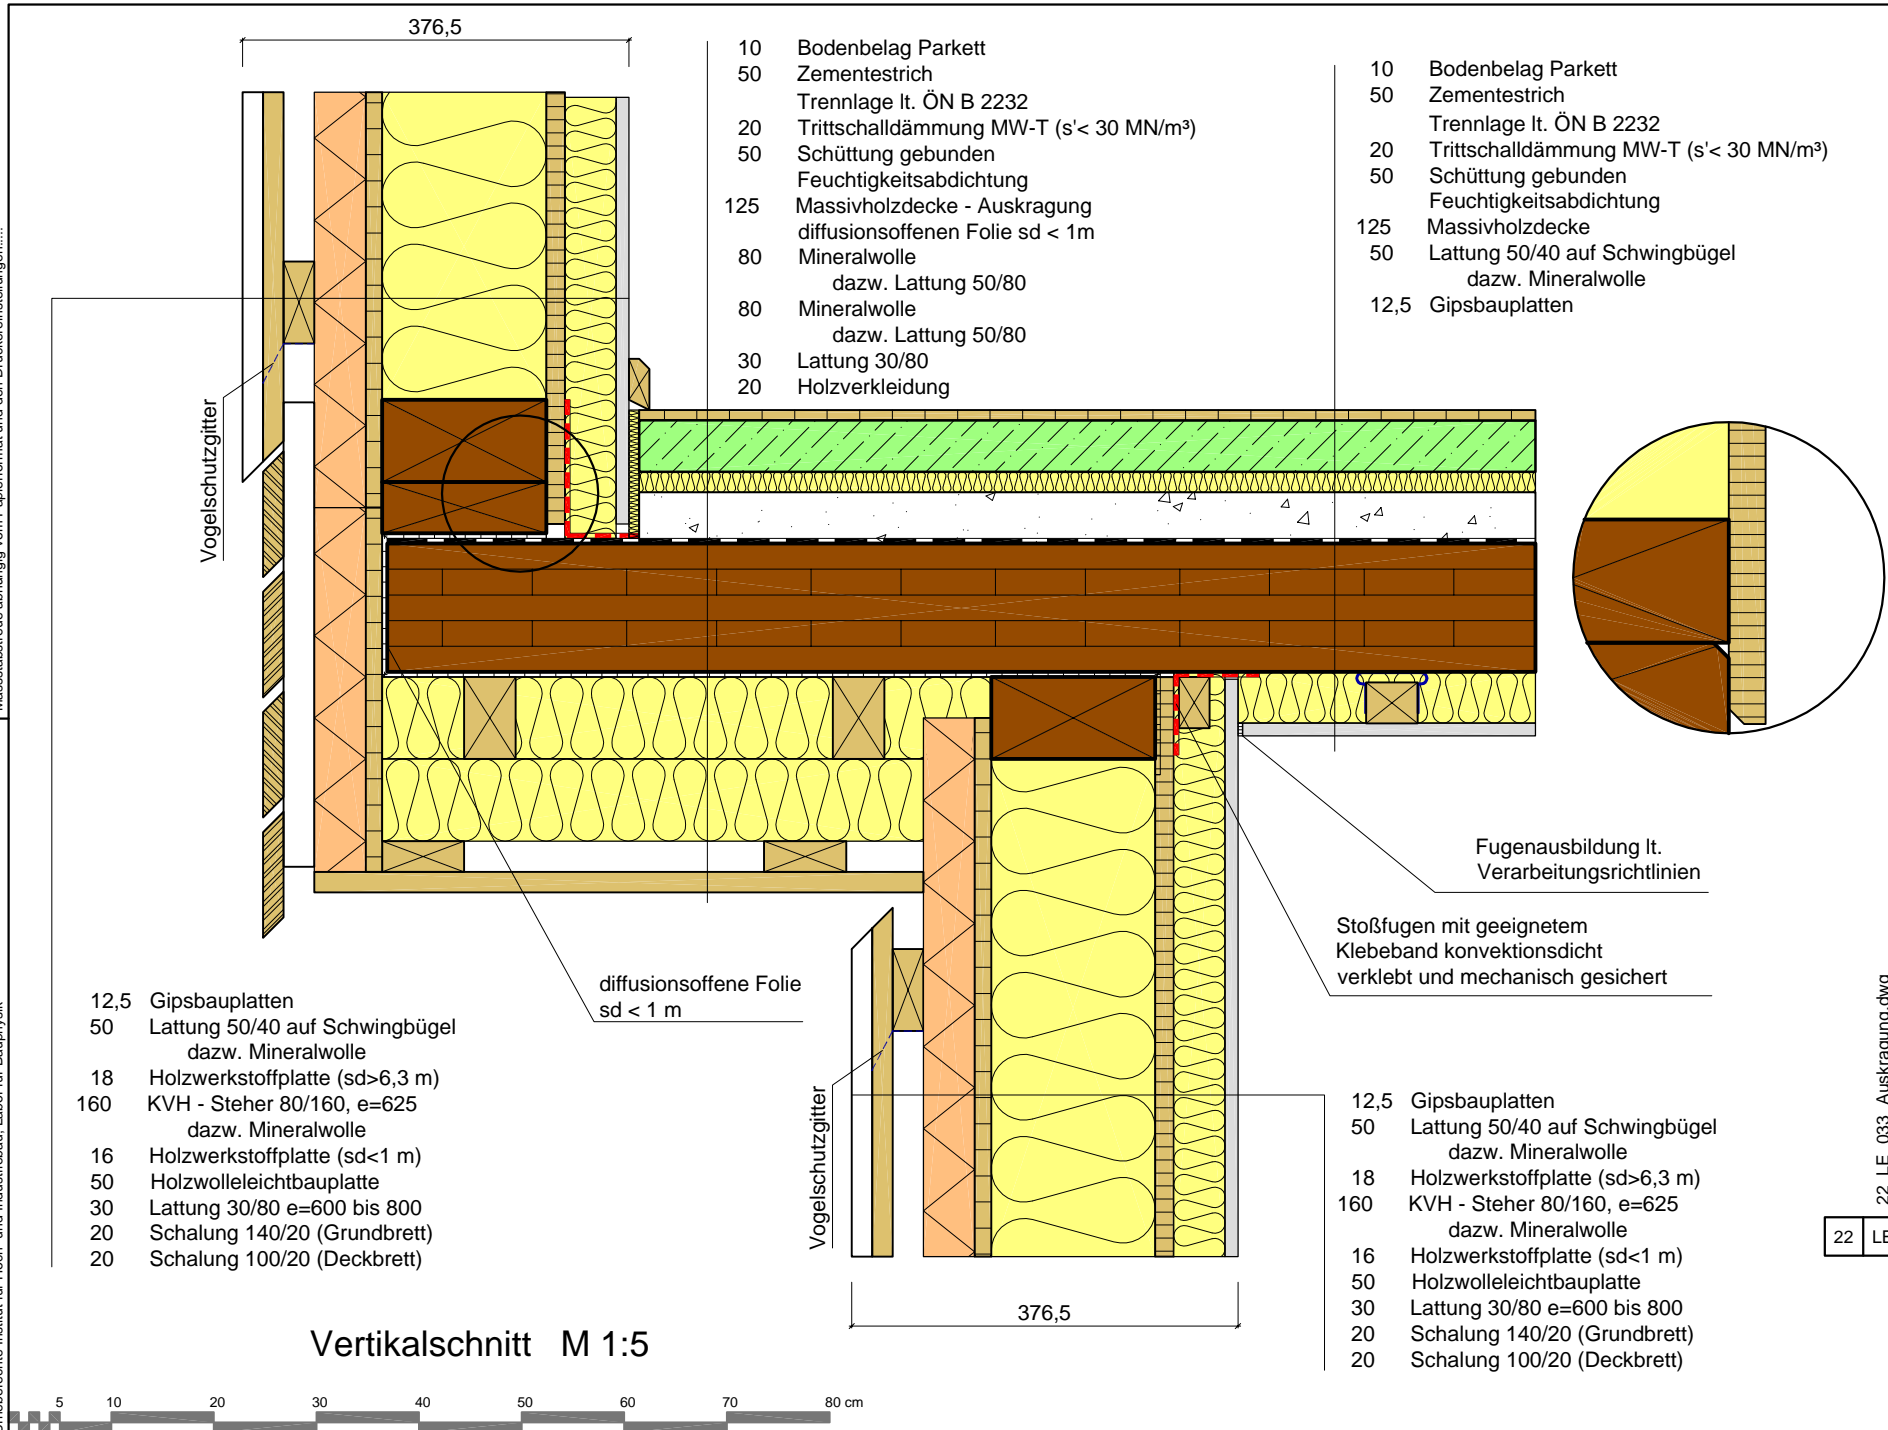 376,5
10 Bodenbelag Parkett
50 Zementestrich
Trennlage lt. ÖN B 2232
20 Trittschalldämmung MW-T (s'< 30 MN/m³)
50 Schüttung gebunden
Feuchtigkeitsabdichtung
125 Massivholzdecke - Auskragung
diffusionsoffenen Folie sd < 1m
80 Mineralwolle
dazw. Lattung 50/80
80 Mineralwolle
dazw. Lattung 50/80
30 Lattung 30/80
20 Holzverkleidung
10 Bodenbelag Parkett
50 Zementestrich
Trennlage lt. ÖN B 2232
20 Trittschalldämmung MW-T (s'< 30 MN/m³)
50 Schüttung gebunden
Feuchtigkeitsabdichtung
125 Massivholzdecke
50 Lattung 50/40 auf Schwingbügel
dazw. Mineralwolle
12,5 Gipsbauplatten
Vogelschutzgitter
Fugenausbildung lt.
Verarbeitungsrichtlinien
Stoßfugen mit geeignetem
Klebeband konvektionsdicht
verklebt und mechanisch gesichert
diffusionsoffene Folie
sd < 1 m
12,5 Gipsbauplatten
50 Lattung 50/40 auf Schwingbügel
dazw. Mineralwolle
18 Holzwerkstoffplatte (sd>6,3 m)
160 KVH - Steher 80/160, e=625
dazw. Mineralwolle
16 Holzwerkstoffplatte (sd<1 m)
50 Holzwolleleichtbauplatte
30 Lattung 30/80 e=600 bis 800
20 Schalung 140/20 (Grundbrett)
20 Schalung 100/20 (Deckbrett)
Vogelschutzgitter
12,5 Gipsbauplatten
50 Lattung 50/40 auf Schwingbügel
dazw. Mineralwolle
18 Holzwerkstoffplatte (sd>6,3 m)
160 KVH - Steher 80/160, e=625
dazw. Mineralwolle
16 Holzwerkstoffplatte (sd<1 m)
50 Holzwolleleichtbauplatte
30 Lattung 30/80 e=600 bis 800
20 Schalung 140/20 (Grundbrett)
20 Schalung 100/20 (Deckbrett)
376,5
22_LE_033_Auskragung.dwg
22 LE
Vertikalschnitt M 1:5
5 10 20 30 40 50 60 70 80 cm